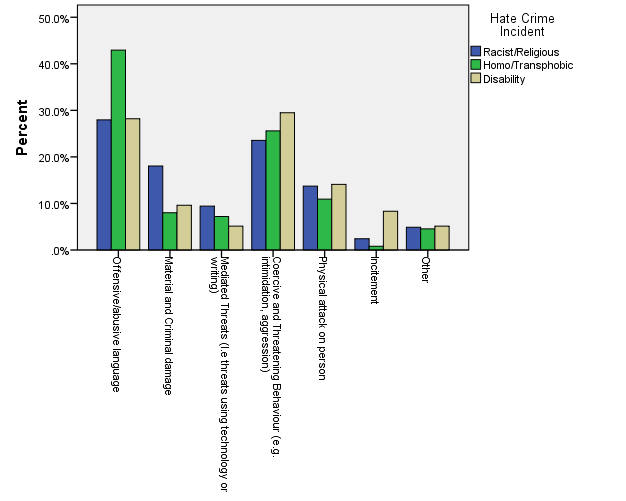 Hate Crime
Incident
Racist/Religious
Homo/Transphobic
Disability
Percent
50.0%
40.0%
30.0%
20.0%
10.0%
.0%
Offensive/abusive language
Material and Criminal damage
Mediated Threats (I.e threats using technology or
writing)
Coercive and Threatening Behaviour (e.g.
intimidation, aggression)
Physical attack on person
Incitement
Other